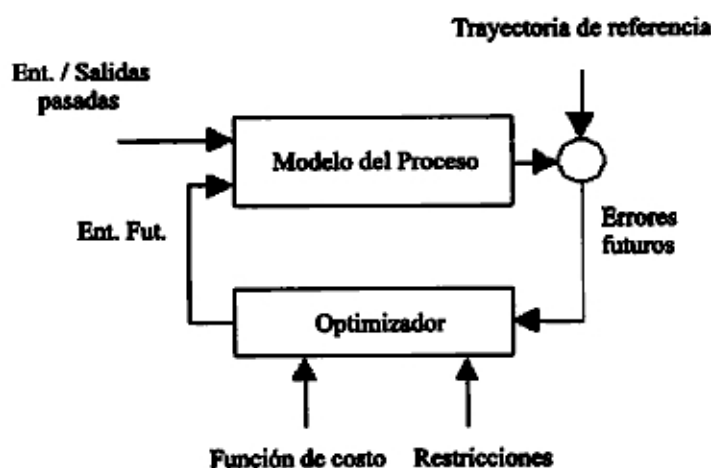 Trayectoria de referencia
Ent. / Salidas
pasadas
Modelo del Proceso
Ent. Fut.
Errores
futuros
Optimizador
Función de costo
Restricciones